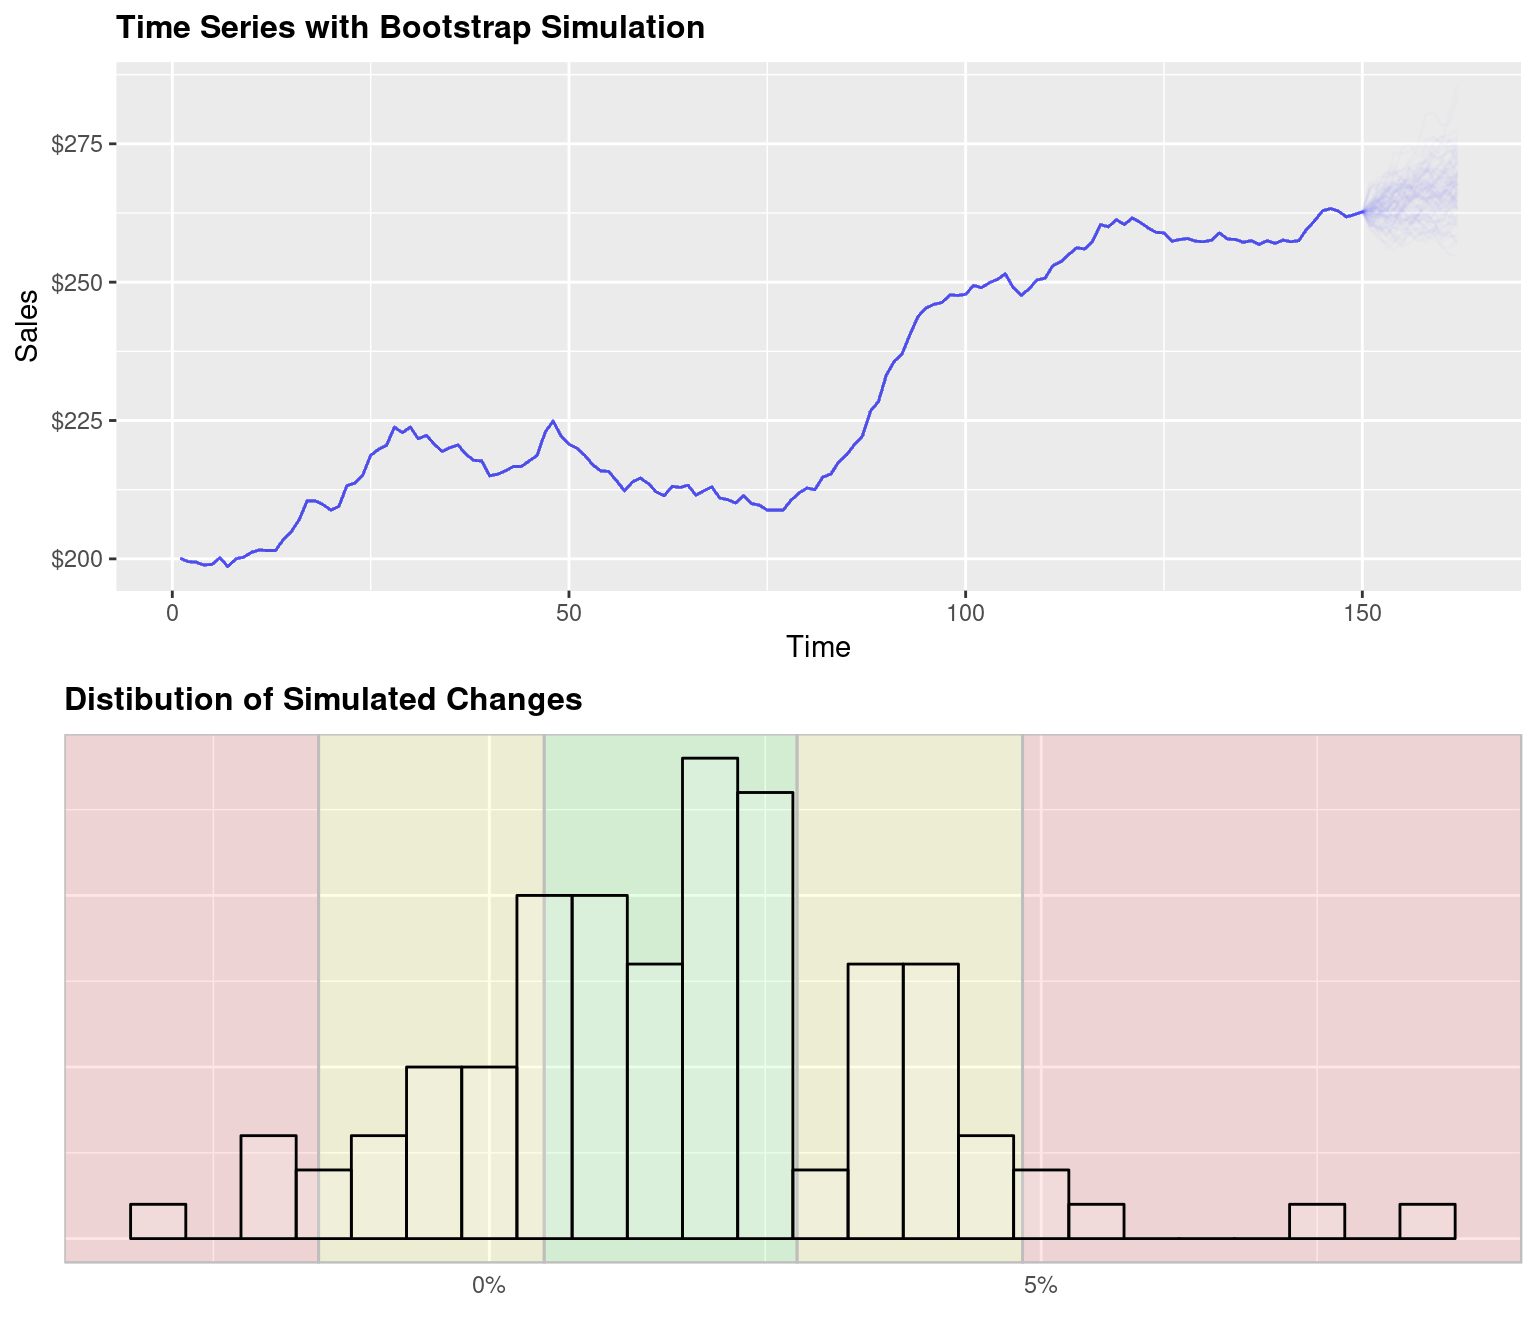 Time Series with Bootstrap Simulation
$275
$250
$225
$200
Sales
0 50 100 150
Time
Distibution of Simulated Changes
0% 5%